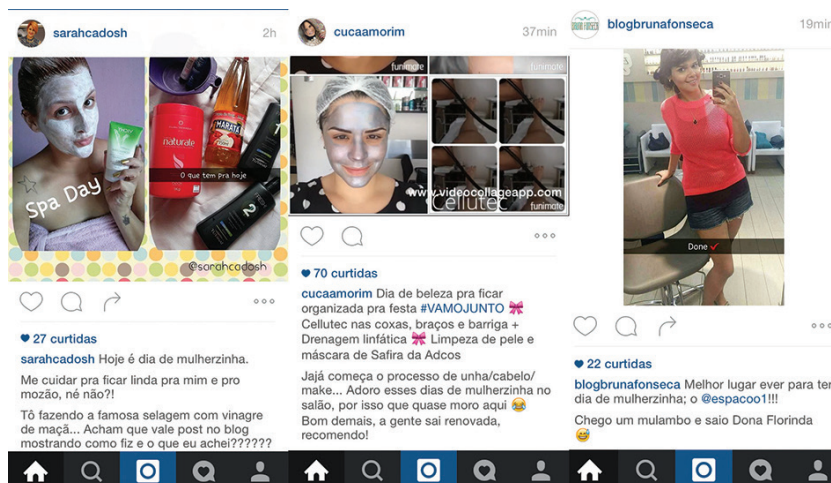 sarahcadosh 2h
Spa Day
naturale
MARATÁ
2
O que tem pra hoje
@sarahcadosh
27 curtidas
sarahcadosh Hoje é dia de mulherzinha.
Me cuidar pra ficar linda pra mim e pro
mozão, né não?!
Tô fazendo a famosa selagem com vinagre
de maçã... Acham que vale post no blog
mostrando como fiz e o que eu achei??????
cucaamorim 37min
funimate funimate
www.videocollageapp.com
Cellutec funimate
70 curtidas
cucaamorim Dia de beleza pra ficar
organizada pra festa #VAMOJUNTO 🎀
Cellutec nas coxas, braços e barriga +
Drenagem linfática 🎀 Limpeza de pele e
máscara de Safira da Adcos
Jajá começa o processo de unha/cabelo/
make... Adoro esses dias de mulherzinha no
salão, por isso que quase moro aqui 😂
Bom demais, a gente sai renovada,
recomendo!
BRUNA FONSECA
blogbrunafonseca 19min
Done ✔
22 curtidas
blogbrunafonseca Melhor lugar ever para ter
dia de mulherzinha; o @espacoo1!!!
Chego um mulambo e saio Dona Florinda
😅